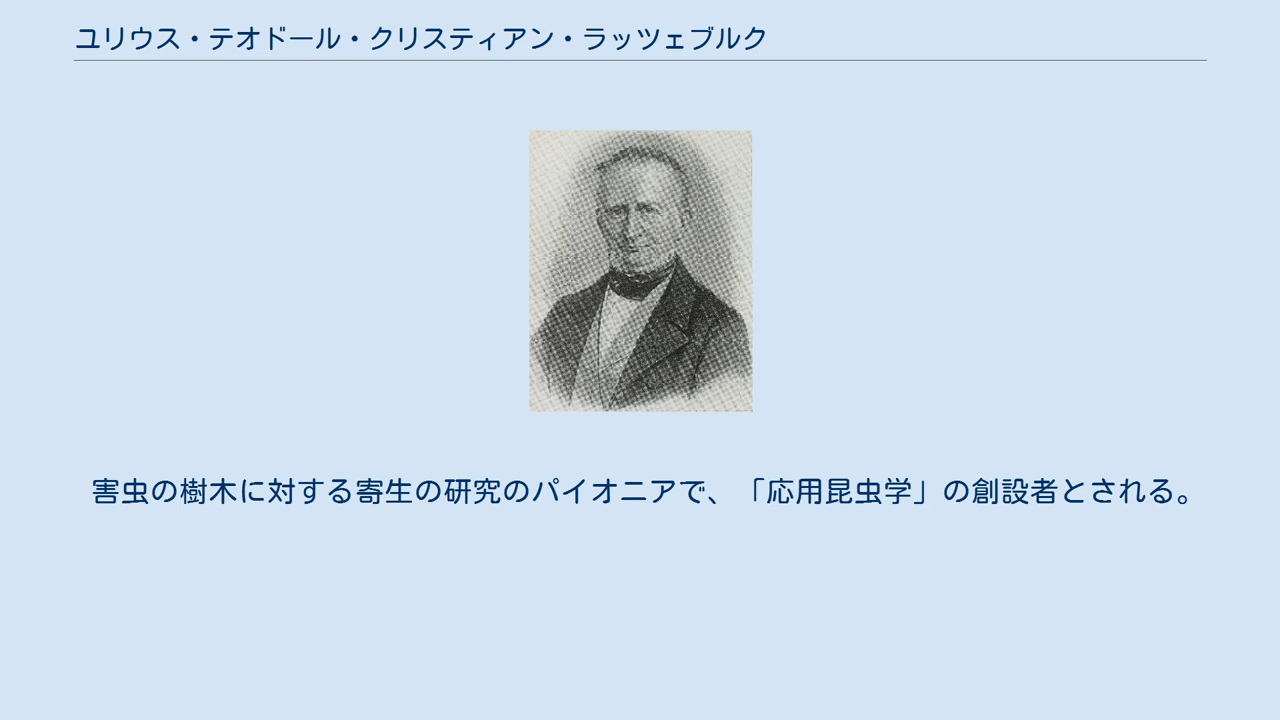 ユリウス・テオドール・クリスティアン・ラッツェブルク
害虫の樹木に対する寄生の研究のパイオニアで、「応用昆虫学」の創設者とされる。